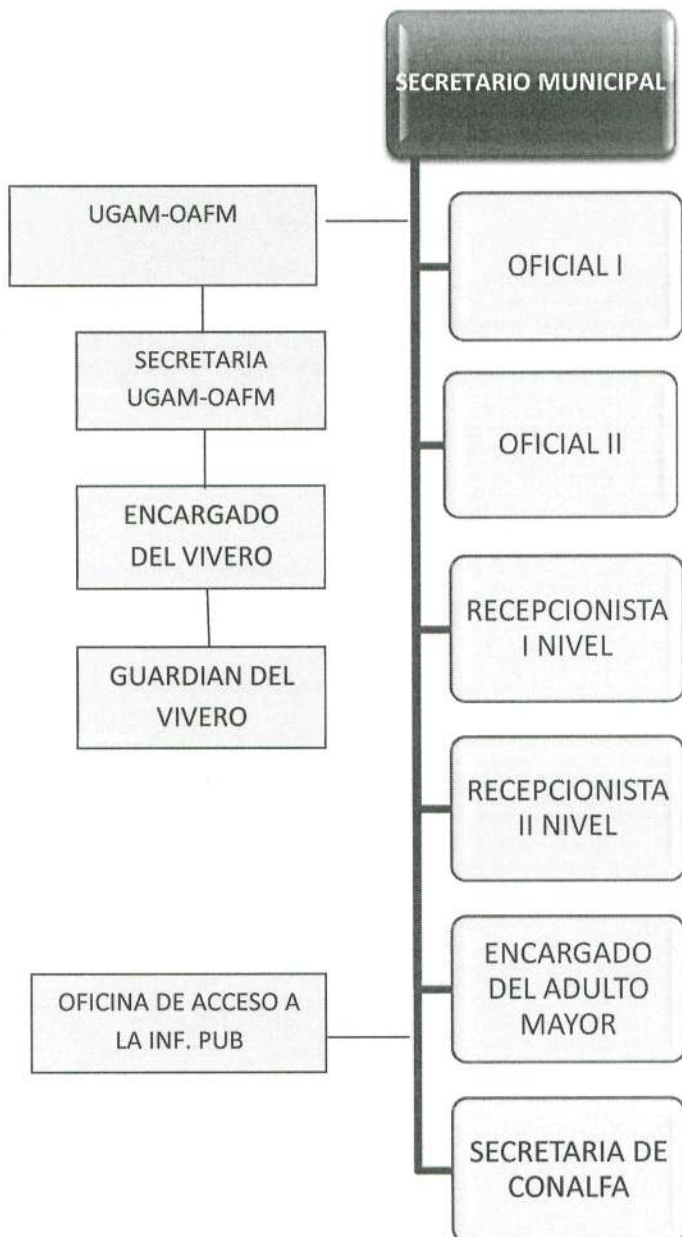 SECRETARIO MUNICIPAL
UGAM-OAFM
OFICIAL I
SECRETARIA
UGAM-OAFM
OFICIAL II
ENCARGADO
DEL VIVERO
RECEPCIONISTA
I NIVEL
GUARDIAN DEL
VIVERO
RECEPCIONISTA
II NIVEL
ENCARGADO
DEL ADULTO
MAYOR
OFICINA DE ACCESO A
LA INF. PUB
SECRETARIA DE
CONALFA